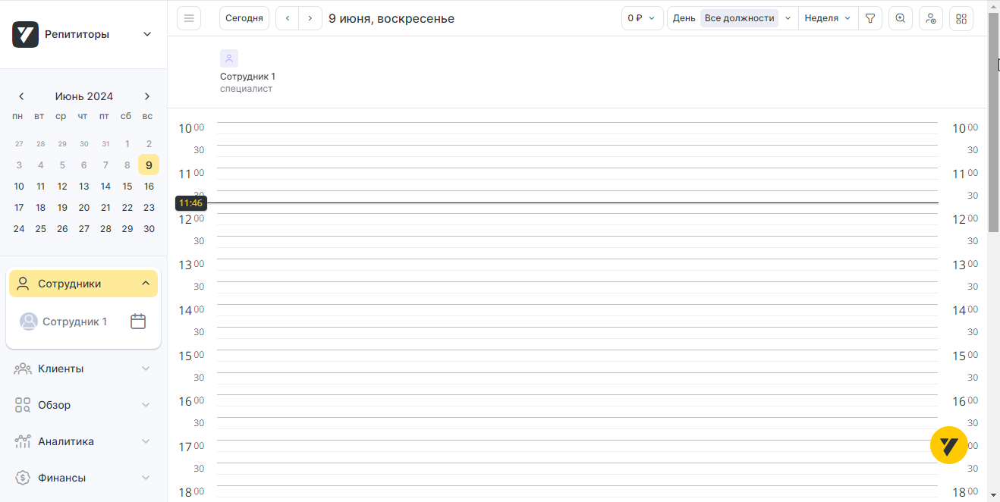 Репититоры
Сегодня
9 июня, воскресенье
0 ₽
День
Все должности
Неделя
Июнь 2024
пн вт ср чт пт сб вс
27 28 29 30 31 1 2
3 4 5 6 7 8 9
10 11 12 13 14 15 16
17 18 19 20 21 22 23
24 25 26 27 28 29 30
Сотрудники
Сотрудник 1
Клиенты
Обзор
Аналитика
Финансы
Сотрудник 1
специалист
10 00 10 00
30 30
11 00 11 00
30 30
11:46
12 00 12 00
30 30
13 00 13 00
30 30
14 00 14 00
30 30
15 00 15 00
30 30
16 00 16 00
30 30
17 00 00
30 30
18 00 18 00